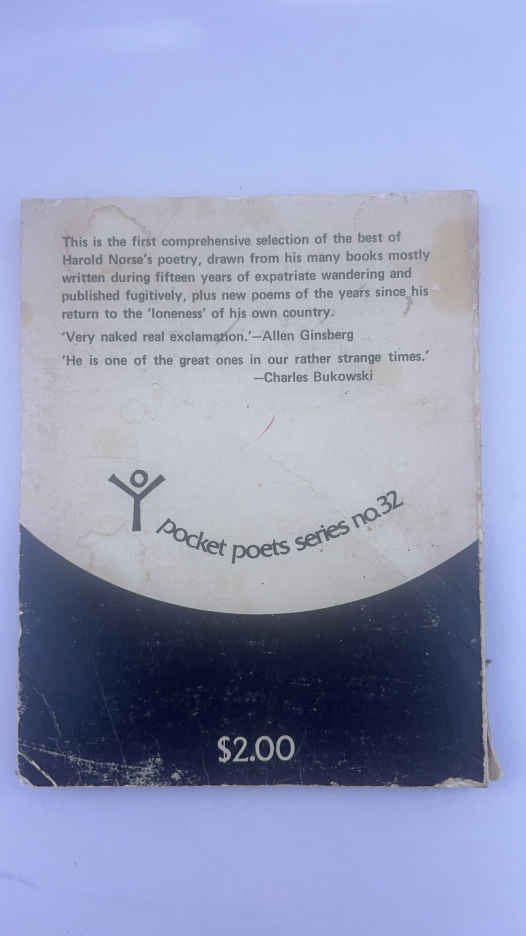 This is the first comprehensive selection of the best of
Harold Norse's poetry, drawn from his many books mostly
written during fifteen years of expatriate wandering and
published fugitively, plus new poems of the years since his
return to the 'loneness' of his own country.
'Very naked real exclamation.'—Allen Ginsberg
'He is one of the great ones in our rather strange times.'
—Charles Bukowski
pocket poets series no.32
$2.00